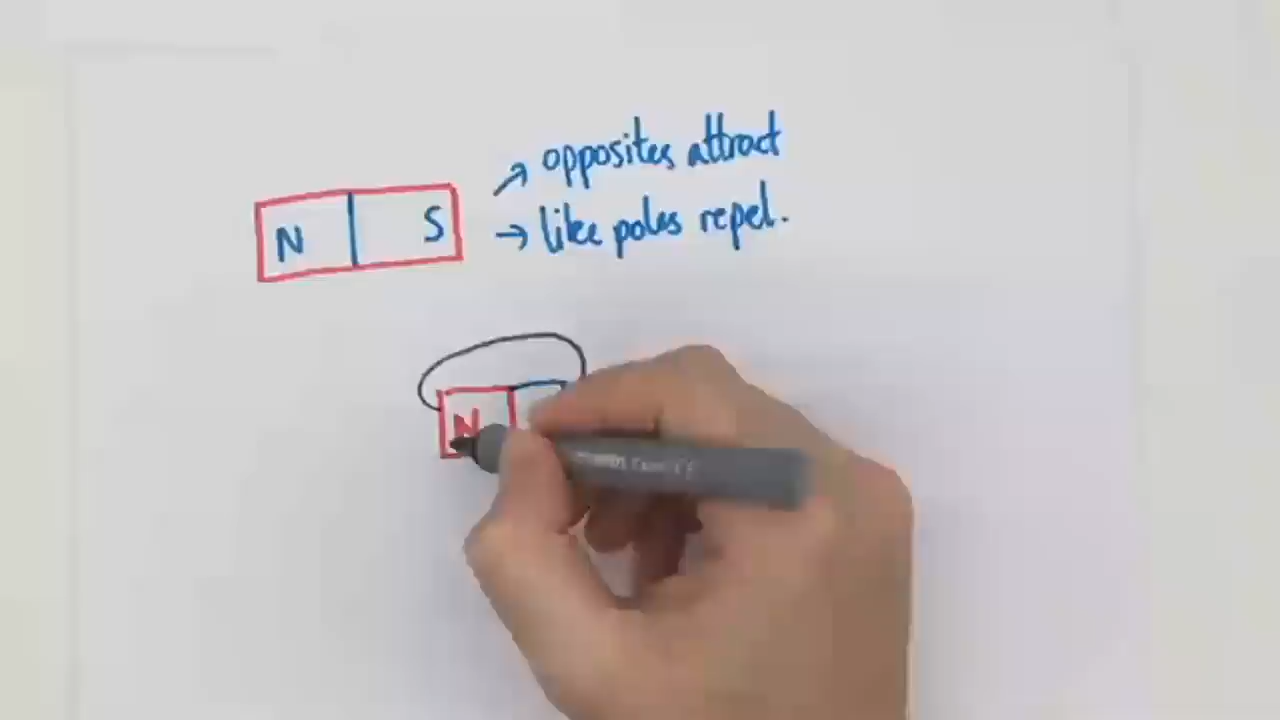 → opposites attract
N S → like poles repel.
N